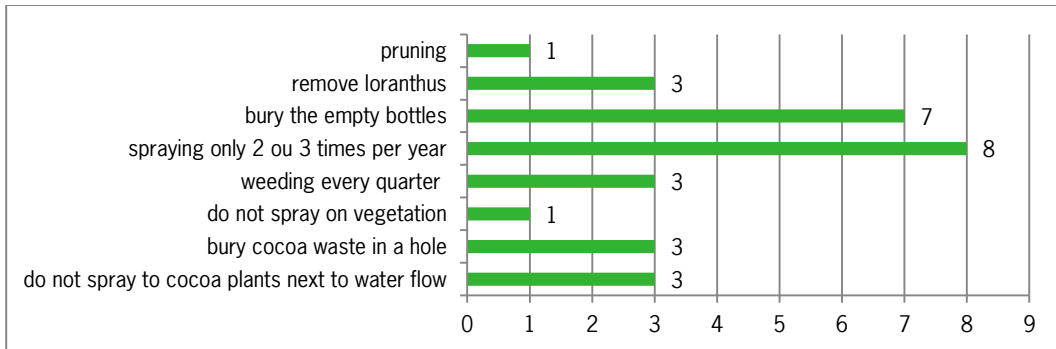 pruning 1
remove loranthus 3
bury the empty bottles 7
spraying only 2 ou 3 times per year 8
weeding every quarter 3
do not spray on vegetation 1
bury cocoa waste in a hole 3
do not spray to cocoa plants next to water flow 3
0 1 2 3 4 5 6 7 8 9